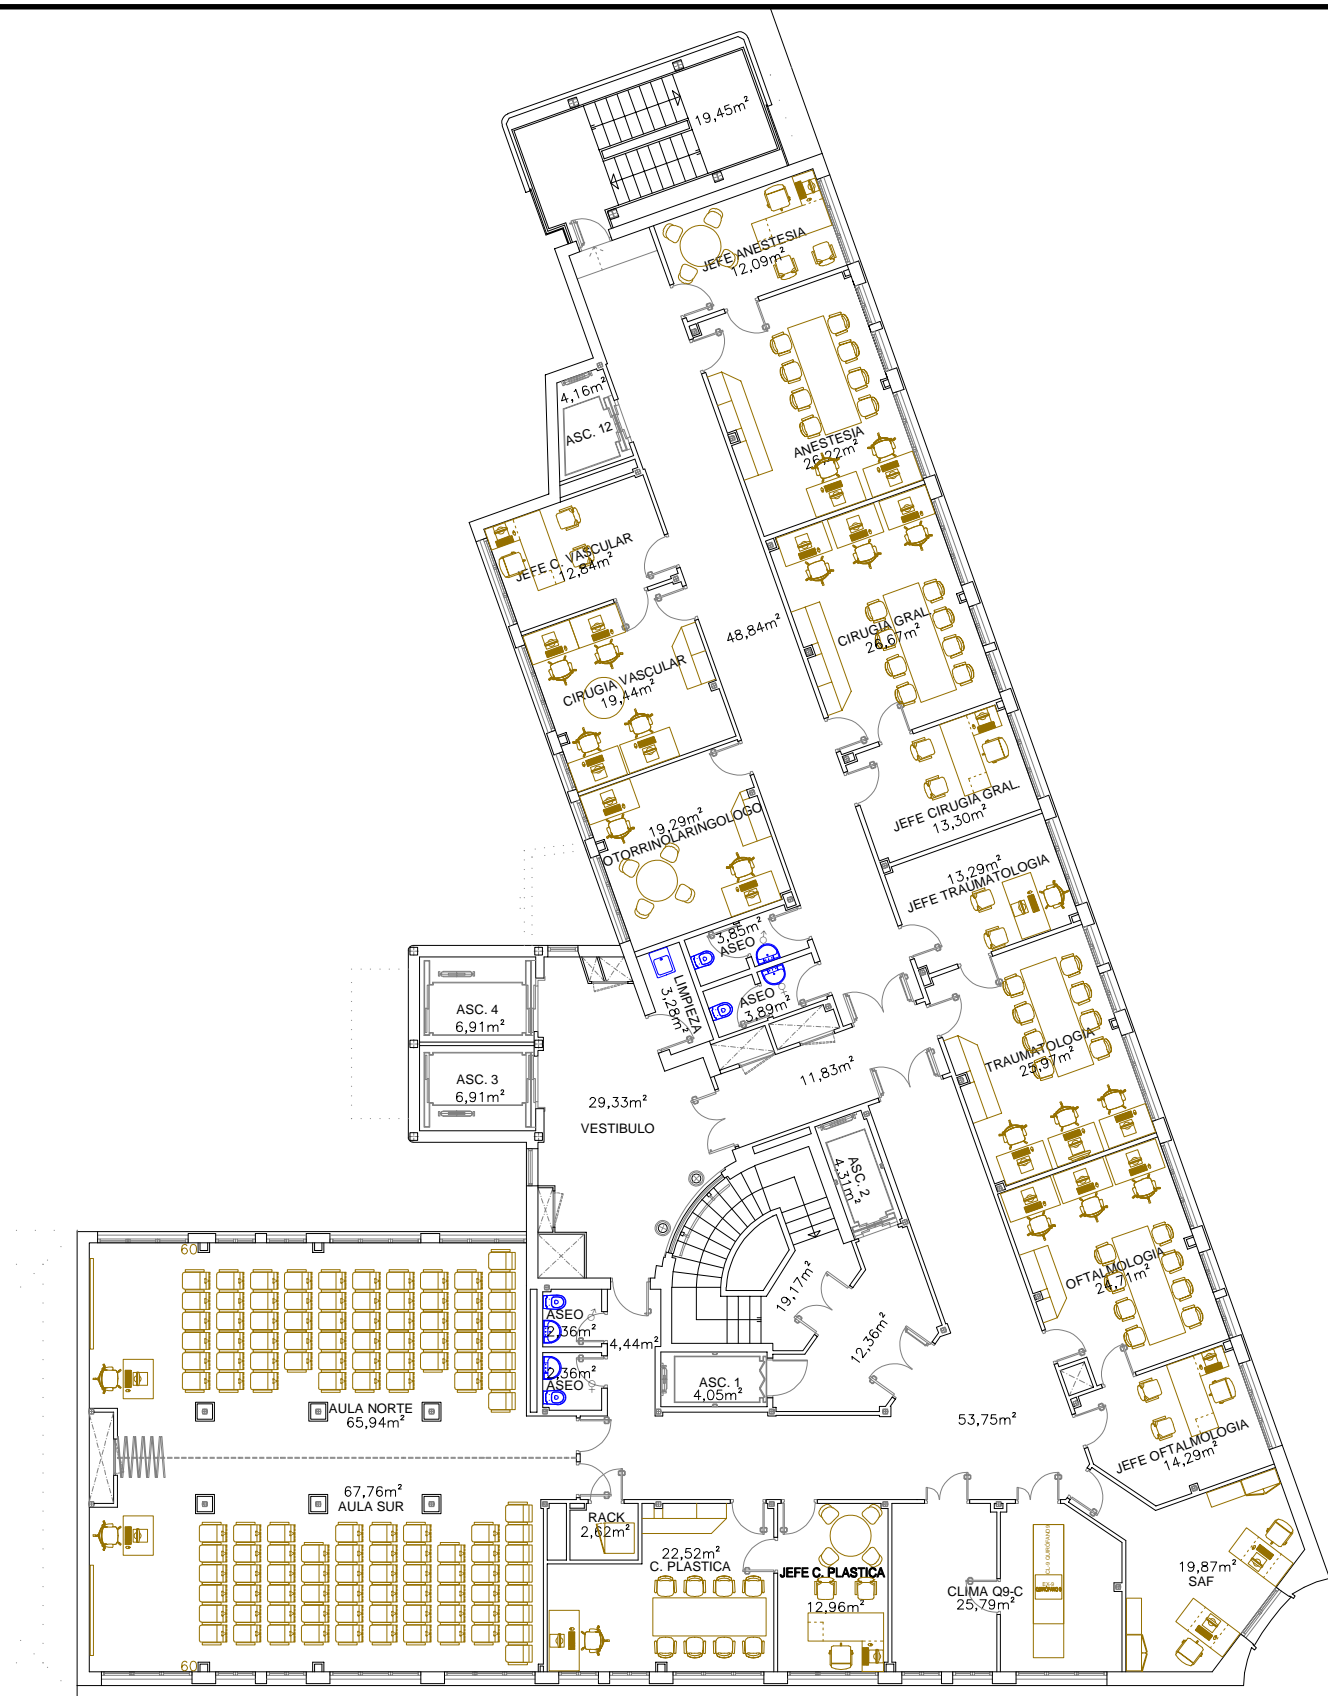 19,45m²
JEFE ANESTESIA
12,09m²
4,16m²
ASC. 12
ANESTESIA
26,22m²
JEFE C. VASCULAR
12,84m²
48,84m²
CIRUGIA GRAL.
26,67m²
CIRUGIA VASCULAR
19,44m²
JEFE CIRUGIA GRAL.
13,30m²
19,29m²
OTORRINOLARINGOLOGO
13,29m²
JEFE TRAUMATOLOGIA
3,85m²
ASEO
LIMPIEZA
3,28m²
ASEO
3,89m²
ASC. 4
6,91m²
TRAUMATOLOGIA
25,97m²
ASC. 3
6,91m²
11,83m²
29,33m²
VESTIBULO
ASC. 2
4,31m²
OFTALMOLOGIA
24,71m²
60
19,17m²
ASEO
2,36m²
4,44m²
12,36m²
2,36m²
ASEO
ASC. 1
4,05m²
AULA NORTE
65,94m²
53,75m²
JEFE OFTALMOLOGIA
14,29m²
67,76m²
AULA SUR
RACK
2,62m²
22,52m²
C. PLASTICA
JEFE C. PLASTICA
12,96m²
CLIMA Q9-C
25,79m²
19,87m²
SAF
60